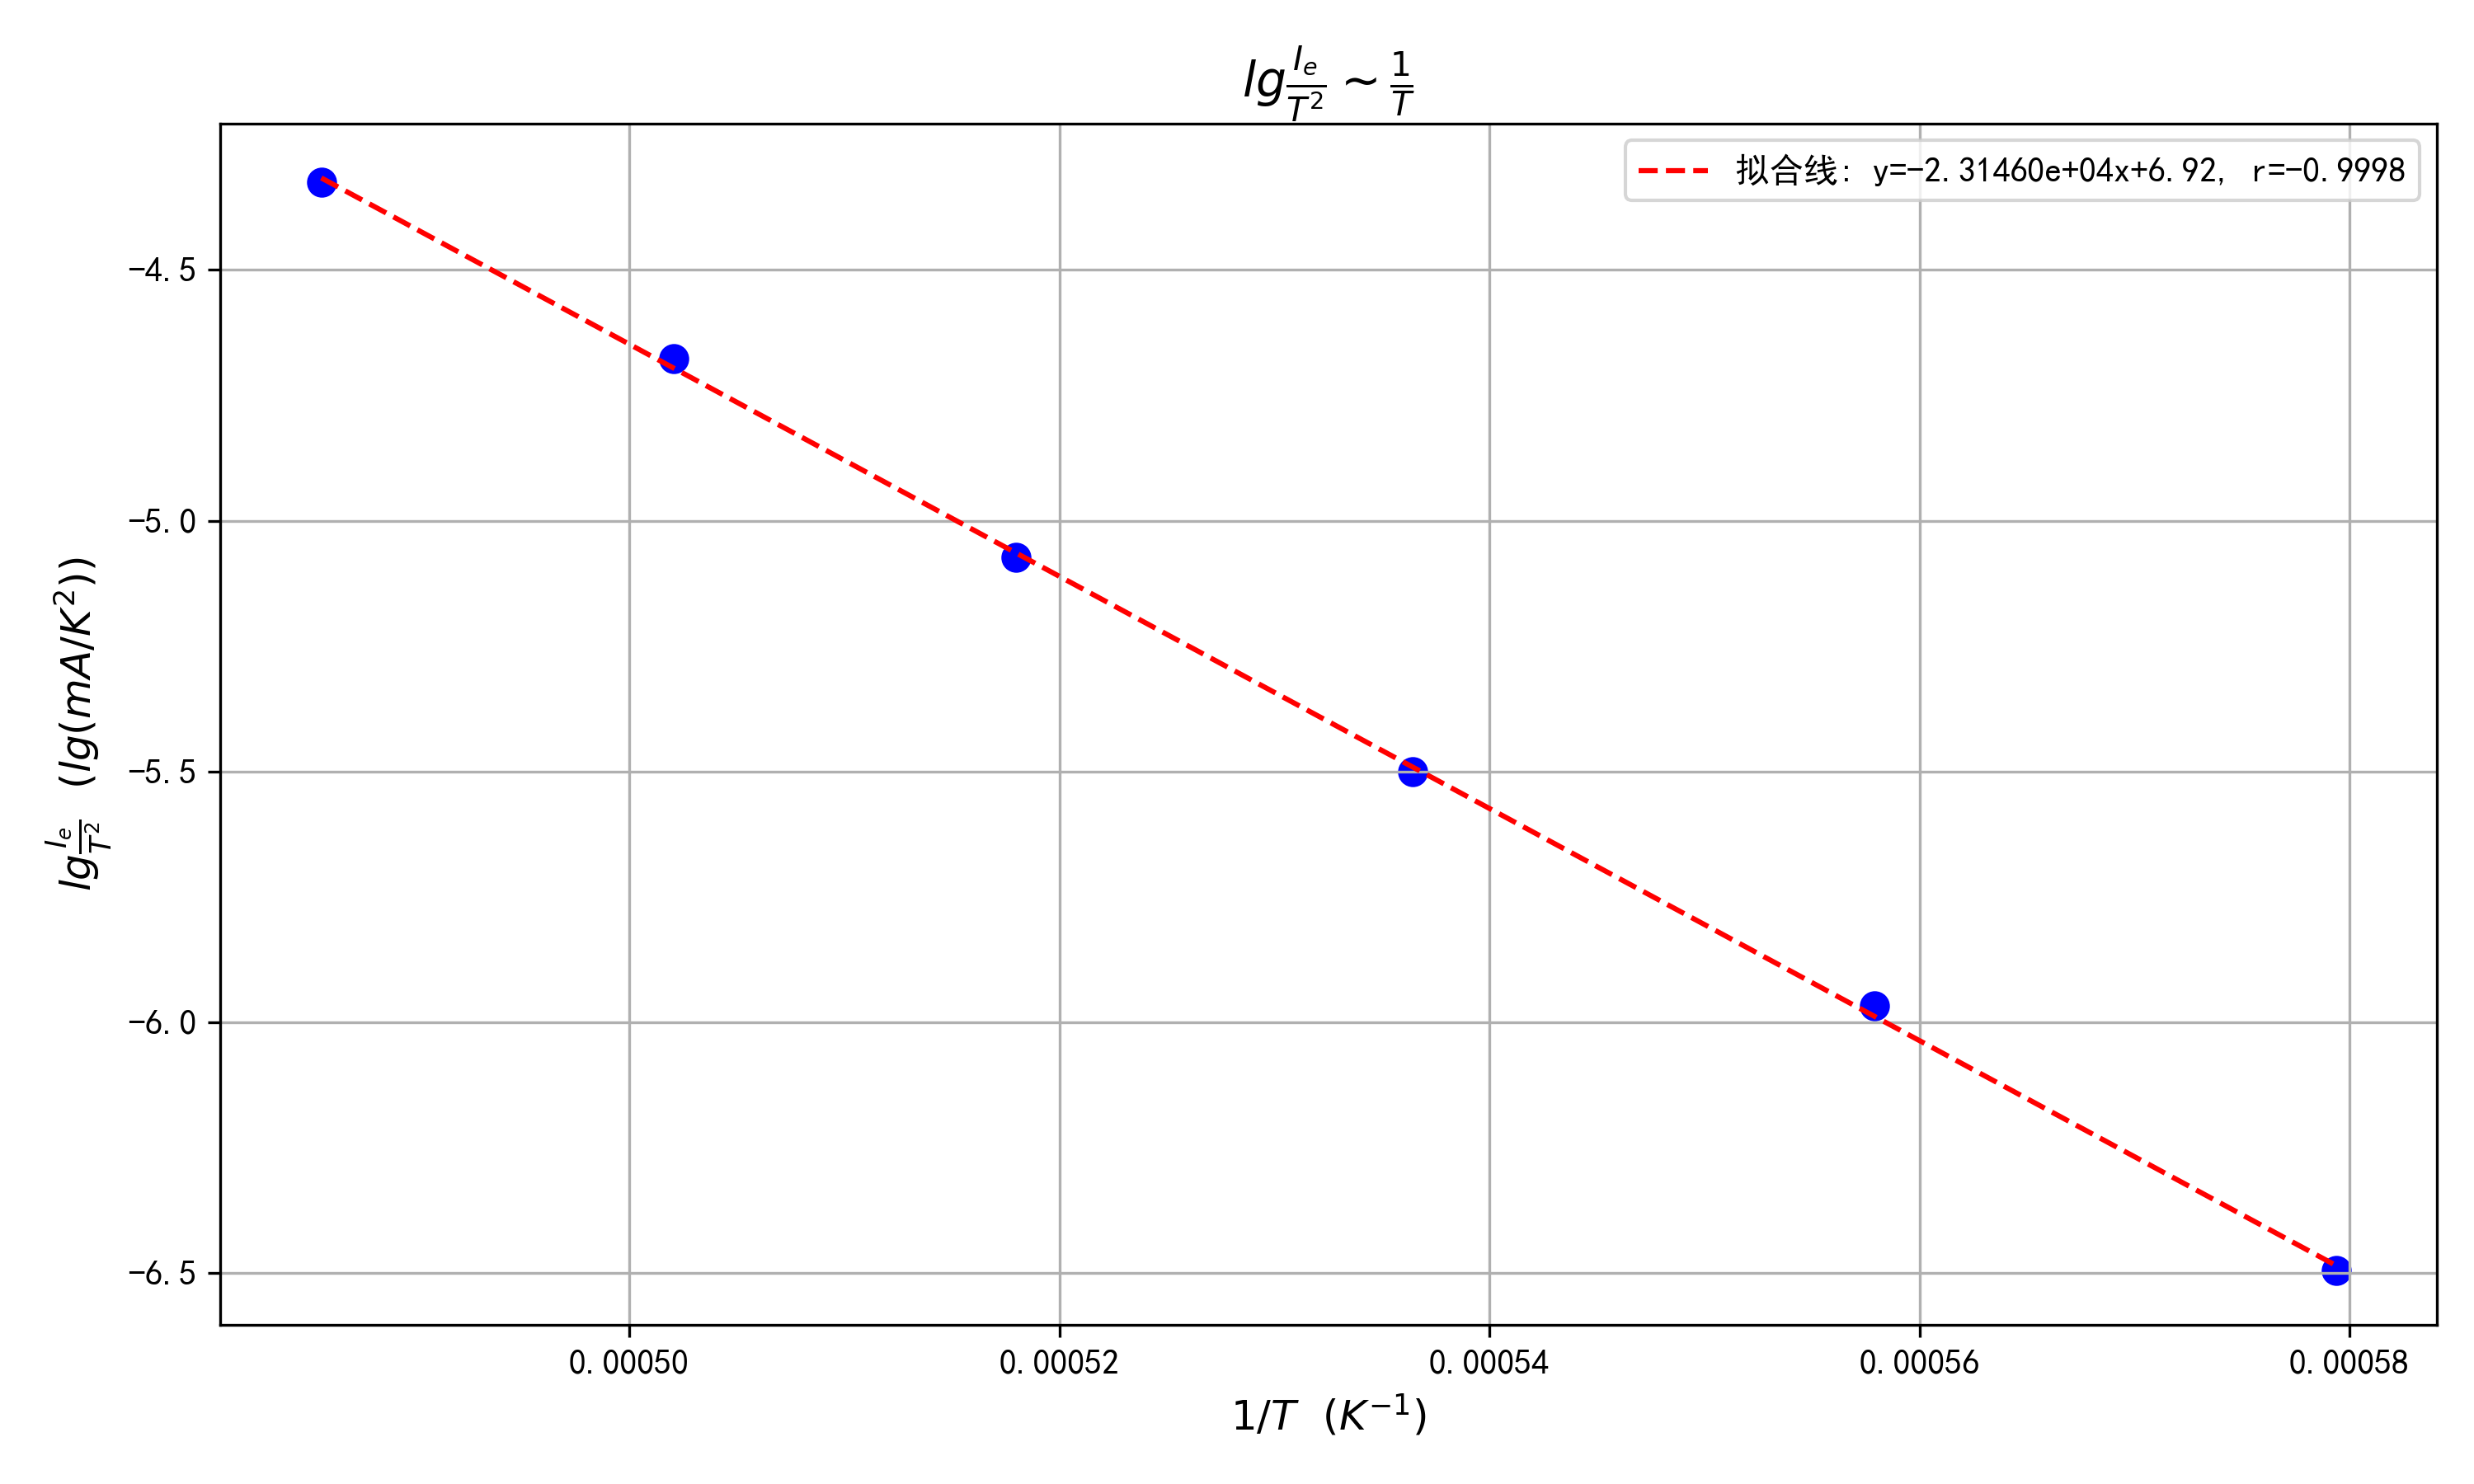 lg I_e/T² ~ 1/T
拟合线: y=-2.31460e+04x+6.92, r=-0.9998
-4.5
-5.0
-5.5
-6.0
-6.5
lg I_e/T² (lg(mA/K²))
0.00050 0.00052 0.00054 0.00056 0.00058
1/T (K⁻¹)